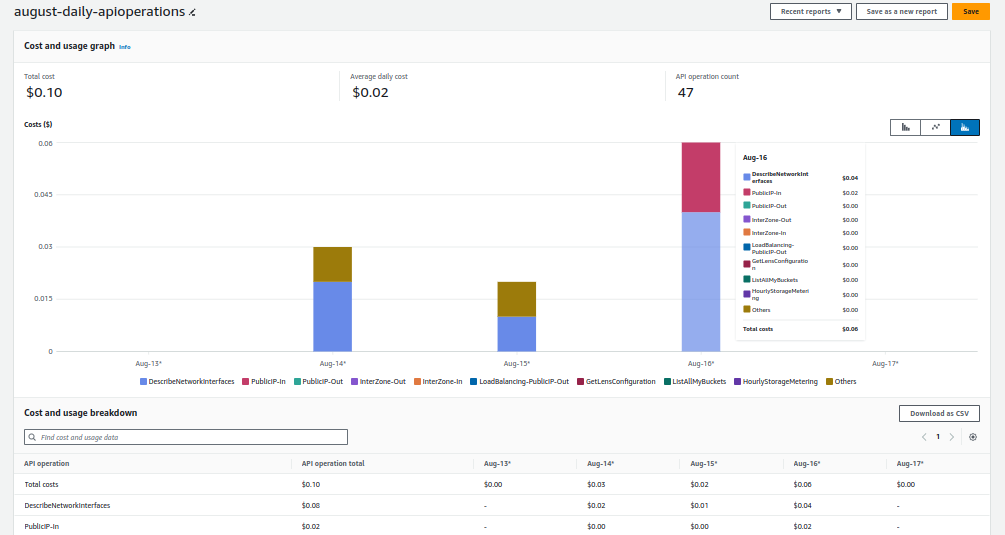 august-daily-apioperations
Recent reports ▼
Save as a new report
Save
Cost and usage graph Info
Total cost
$0.10
Average daily cost
$0.02
API operation count
47
Costs ($)
0.06
0.045
0.03
0.015
0
Aug-16
DescribeNetworkInt
erfaces $0.04
PublicIP-In $0.02
PublicIP-Out $0.00
InterZone-Out $0.00
InterZone-In $0.00
LoadBalancing-
PublicIP-Out $0.00
GetLensConfiguratio
n $0.00
ListAllMyBuckets $0.00
HourlyStorageMeteri
ng $0.00
Others $0.00
Total costs $0.06
Aug-13* Aug-14* Aug-15* Aug-16* Aug-17*
DescribeNetworkInterfaces PublicIP-In PublicIP-Out InterZone-Out InterZone-In LoadBalancing-PublicIP-Out GetLensConfiguration ListAllMyBuckets HourlyStorageMetering Others
Cost and usage breakdown
Download as CSV
Find cost and usage data
< 1 >
API operation API operation total Aug-13* Aug-14* Aug-15* Aug-16* Aug-17*
Total costs $0.10 $0.00 $0.03 $0.02 $0.06 $0.00
DescribeNetworkInterfaces $0.08 - $0.02 $0.01 $0.04 -
PublicIP-In $0.02 - $0.00 $0.00 $0.02 -